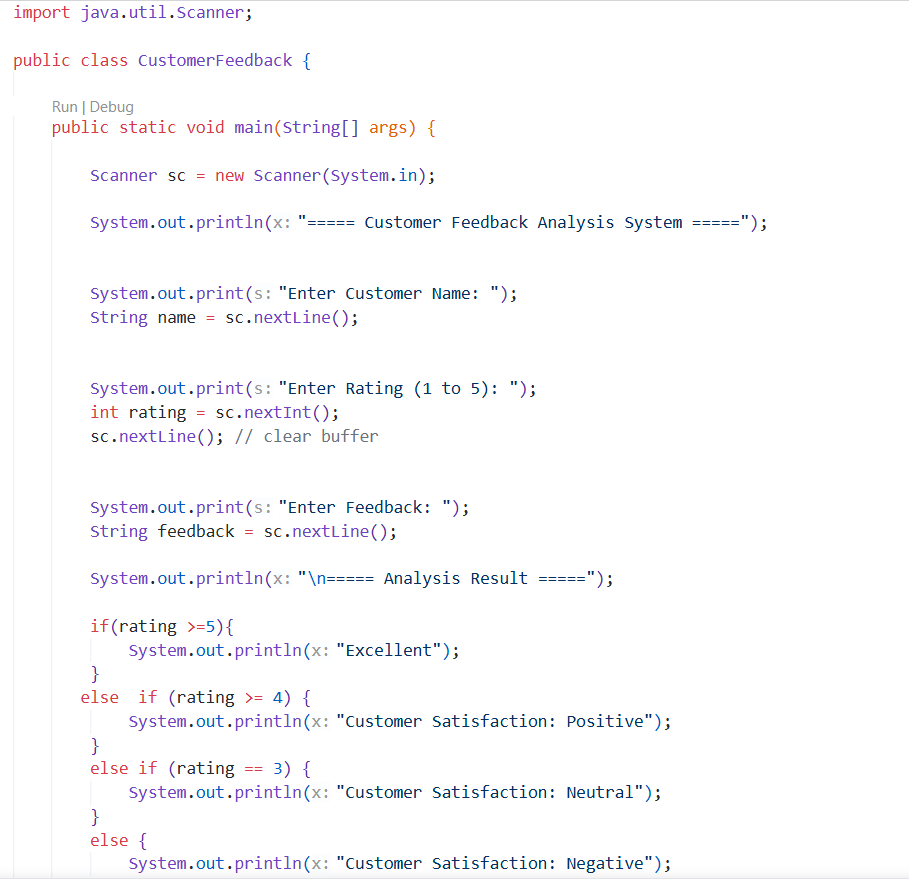 import java.util.Scanner;
public class CustomerFeedback {
Run | Debug
public static void main(String[] args) {
Scanner sc = new Scanner(System.in);
System.out.println(x: "===== Customer Feedback Analysis System =====");
System.out.print(s: "Enter Customer Name: ");
String name = sc.nextLine();
System.out.print(s: "Enter Rating (1 to 5): ");
int rating = sc.nextInt();
sc.nextLine(); // clear buffer
System.out.print(s: "Enter Feedback: ");
String feedback = sc.nextLine();
System.out.println(x: "\n===== Analysis Result =====");
if(rating >=5){
System.out.println(x: "Excellent");
}
else  if (rating >= 4) {
System.out.println(x: "Customer Satisfaction: Positive");
}
else if (rating == 3) {
System.out.println(x: "Customer Satisfaction: Neutral");
}
else {
System.out.println(x: "Customer Satisfaction: Negative");